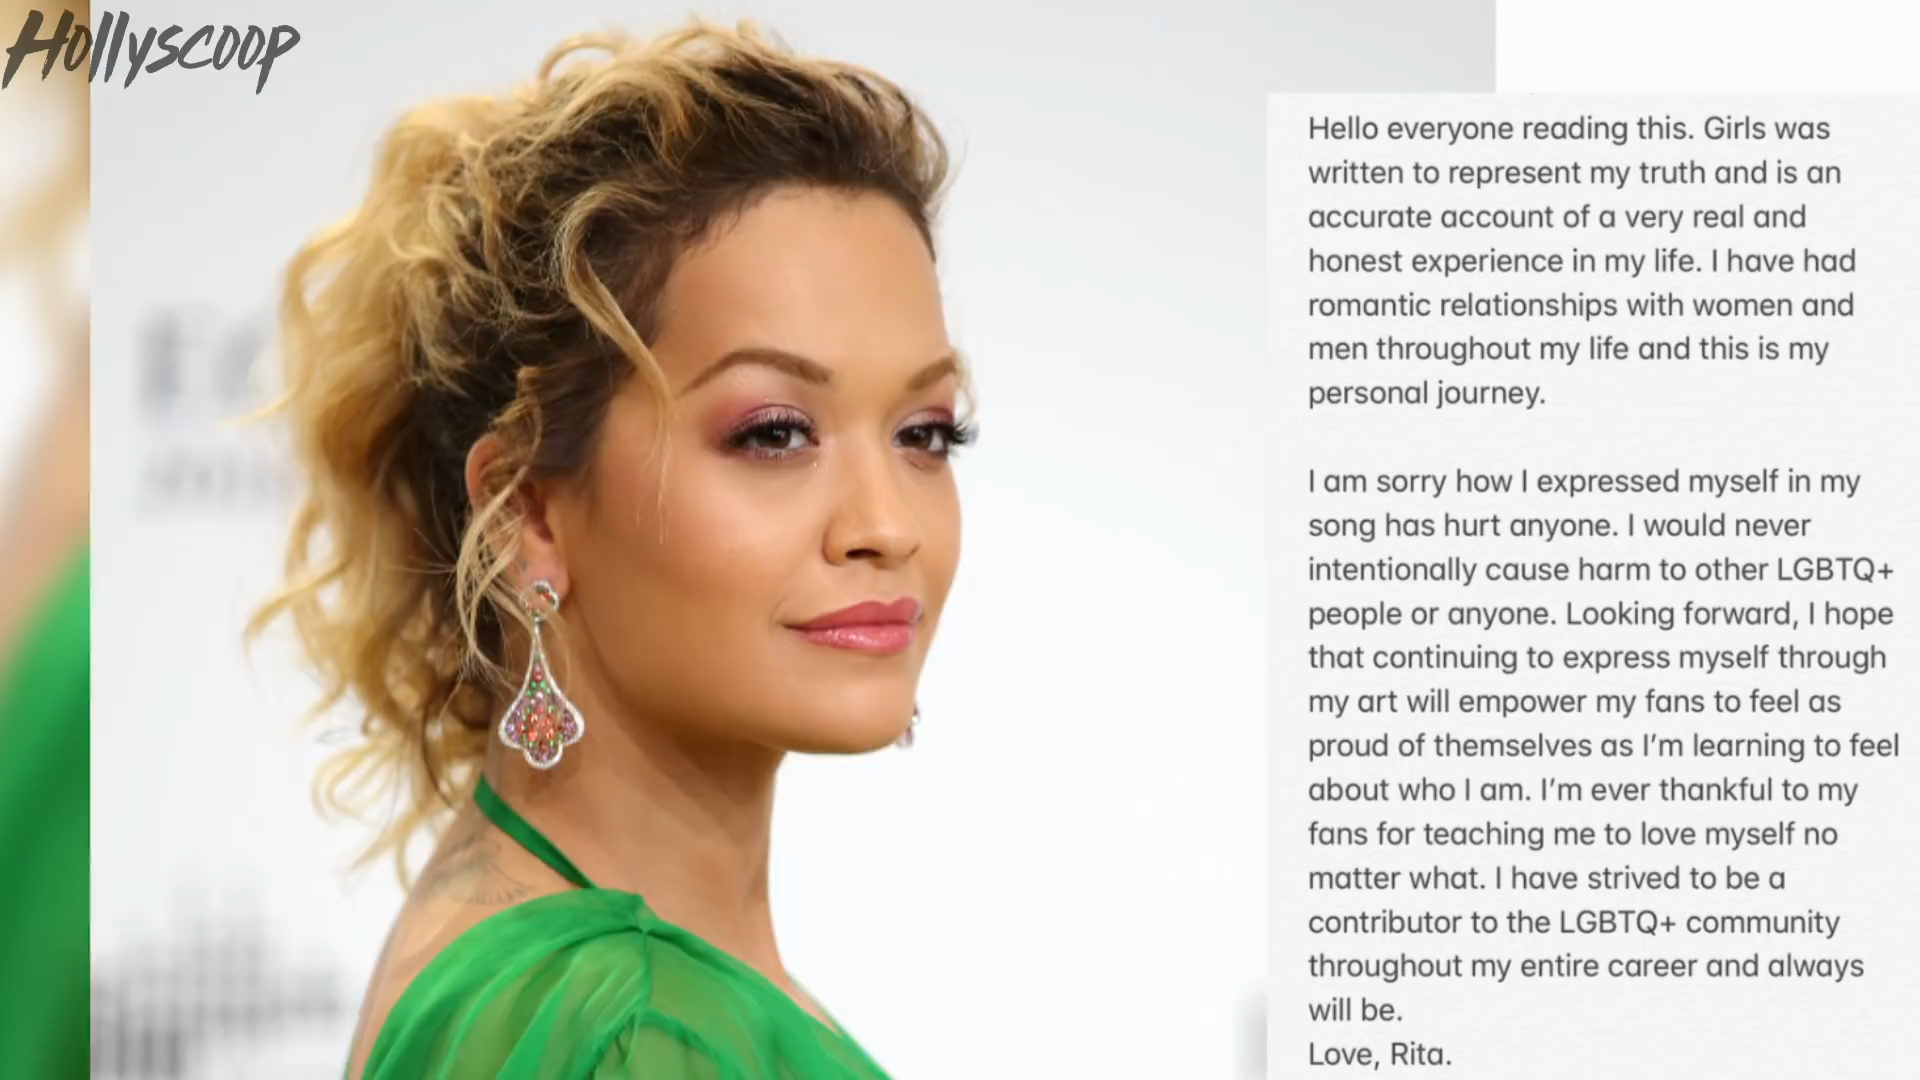 Hollyscoop
Hello everyone reading this. Girls was
written to represent my truth and is an
accurate account of a very real and
honest experience in my life. I have had
romantic relationships with women and
men throughout my life and this is my
personal journey.
I am sorry how I expressed myself in my
song has hurt anyone. I would never
intentionally cause harm to other LGBTQ+
people or anyone. Looking forward, I hope
that continuing to express myself through
my art will empower my fans to feel as
proud of themselves as I’m learning to feel
about who I am. I’m ever thankful to my
fans for teaching me to love myself no
matter what. I have strived to be a
contributor to the LGBTQ+ community
throughout my entire career and always
will be.
Love, Rita.